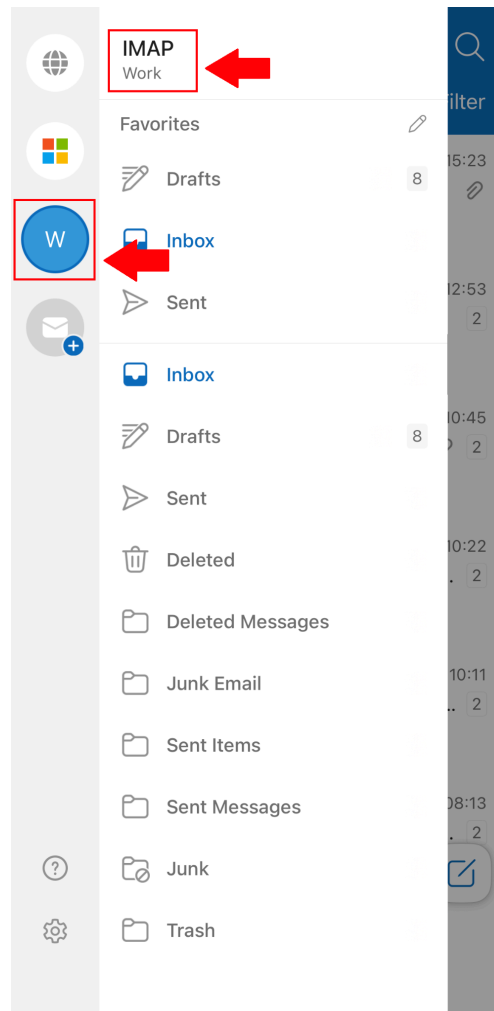 IMAP
Work
ilter
Favorites
15:23
Drafts 8
W
Inbox
12:53
Sent
2
Inbox
10:45
Drafts 8
2
Sent
10:22
Deleted
. 2
Deleted Messages
10:11
Junk Email
.. 2
Sent Items
08:13
Sent Messages
. 2
?
Junk
Trash